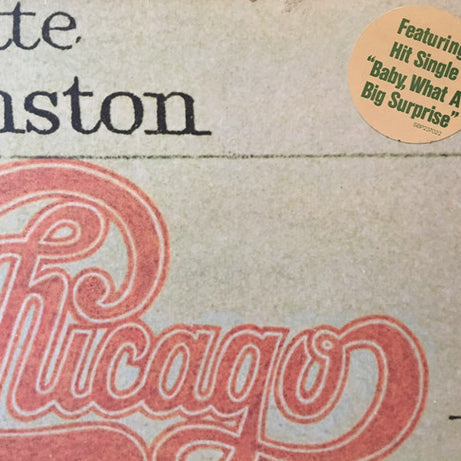 tte
nston
Featuring
Hit Single
"Baby, What A
Big Surprise"
Chicago